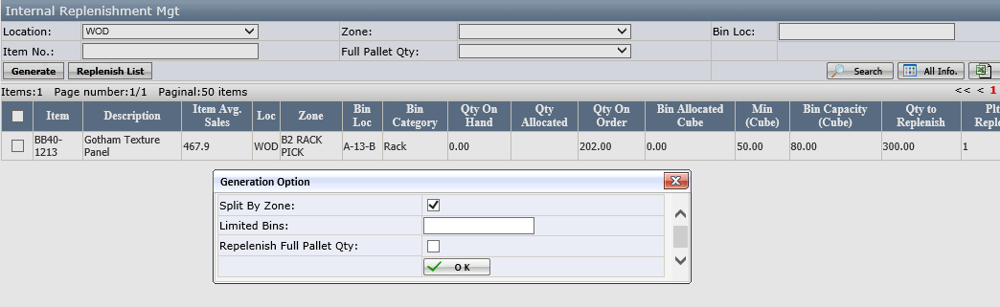 Internal Replenishment Mgt
Location: WOD Zone: Bin Loc:
Item No.: Full Pallet Qty:
Generate Replenish List Search All Info.
Items:1 Page number:1/1 Paginal:50 items << < 1
Item Description Item Avg. Sales Loc Zone Bin Loc Bin Category Qty On Hand Qty Allocated Qty On Order Bin Allocated Cube Min (Cube) Bin Capacity (Cube) Qty to Replenish Plt Reple
BB40-1213 Gotham Texture Panel 467.9 WOD B2 RACK PICK A-13-B Rack 0.00 202.00 0.00 50.00 80.00 300.00 1
Generation Option
Split By Zone:
Limited Bins:
Repelenish Full Pallet Qty:
O K